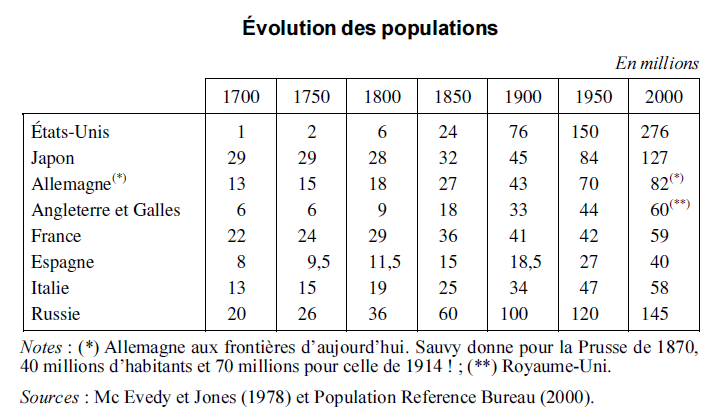 Évolution des populations
En millions
1700 1750 1800 1850 1900 1950 2000
États-Unis 1 2 6 24 76 150 276
Japon 29 29 28 32 45 84 127
Allemagne(*) 13 15 18 27 43 70 82(*)
Angleterre et Galles 6 6 9 18 33 44 60(**)
France 22 24 29 36 41 42 59
Espagne 8 9,5 11,5 15 18,5 27 40
Italie 13 15 19 25 34 47 58
Russie 20 26 36 60 100 120 145
Notes : (*) Allemagne aux frontières d’aujourd’hui. Sauvy donne pour la Prusse de 1870,
40 millions d’habitants et 70 millions pour celle de 1914 ! ; (**) Royaume-Uni.
Sources : Mc Evedy et Jones (1978) et Population Reference Bureau (2000).